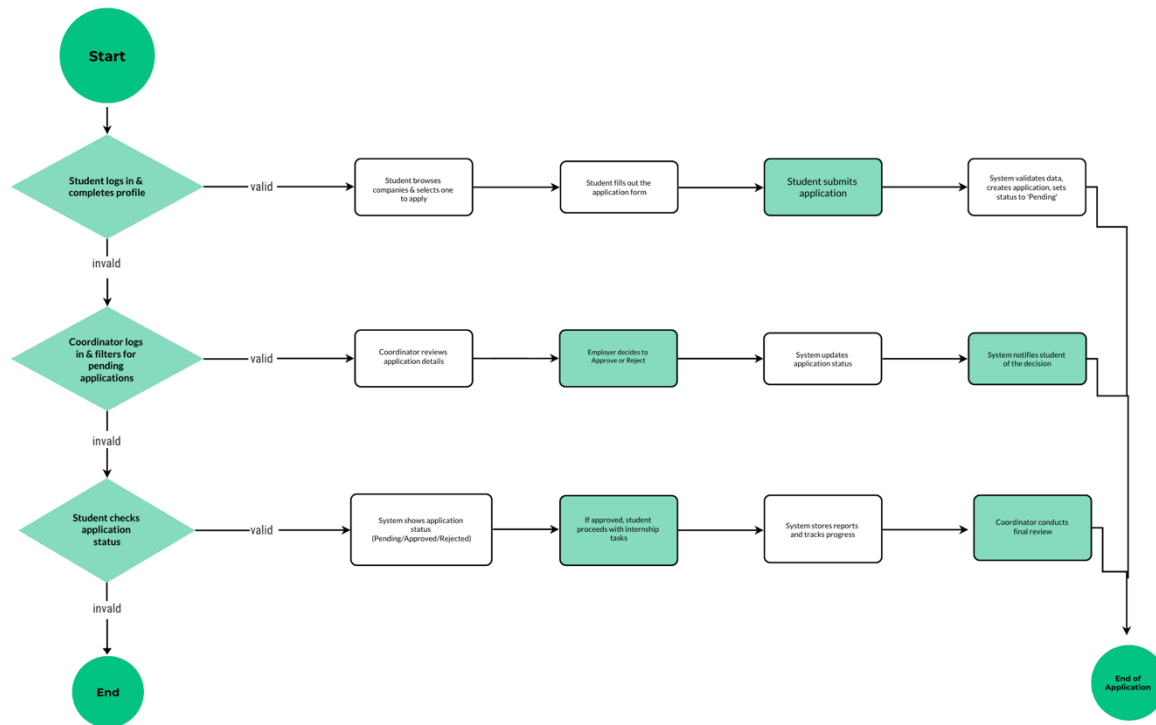 Start
Student logs in &
completes profile
valid
Student browses
companies & selects one
to apply
Student fills out the
application form
Student submits
application
System validates data,
creates application, sets
status to 'Pending'
invald
Coordinator logs
in & filters for
pending
applications
valid
Coordinator reviews
application details
Employer decides to
Approve or Reject
System updates
application status
System notifies student
of the decision
invald
Student checks
application
status
valid
System shows application
status
(Pending/Approved/Rejected)
If approved, student
proceeds with internship
tasks
System stores reports
and tracks progress
Coordinator conducts
final review
invald
End
End of
Application